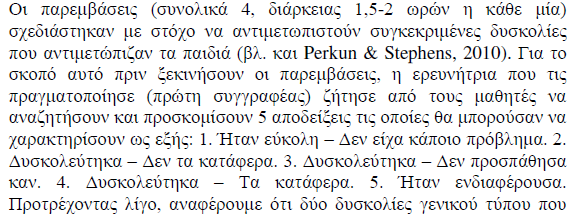 Οι παρεμβάσεις (συνολικά 4, διάρκειας 1,5-2 ωρών η κάθε μία)
σχεδιάστηκαν με στόχο να αντιμετωπιστούν συγκεκριμένες δυσκολίες
που αντιμετώπιζαν τα παιδιά (βλ. και Perkun & Stephens, 2010). Για το
σκοπό αυτό πριν ξεκινήσουν οι παρεμβάσεις, η ερευνήτρια που τις
πραγματοποίησε (πρώτη συγγραφέας) ζήτησε από τους μαθητές να
αναζητήσουν και προσκομίσουν 5 αποδείξεις τις οποίες θα μπορούσαν να
χαρακτηρίσουν ως εξής: 1. Ήταν εύκολη – Δεν είχα κάποιο πρόβλημα. 2.
Δυσκολεύτηκα – Δεν τα κατάφερα. 3. Δυσκολεύτηκα – Δεν προσπάθησα
καν. 4. Δυσκολεύτηκα – Τα κατάφερα. 5. Ήταν ενδιαφέρουσα.
Προτρέχοντας λίγο, αναφέρουμε ότι δύο δυσκολίες γενικού τύπου που